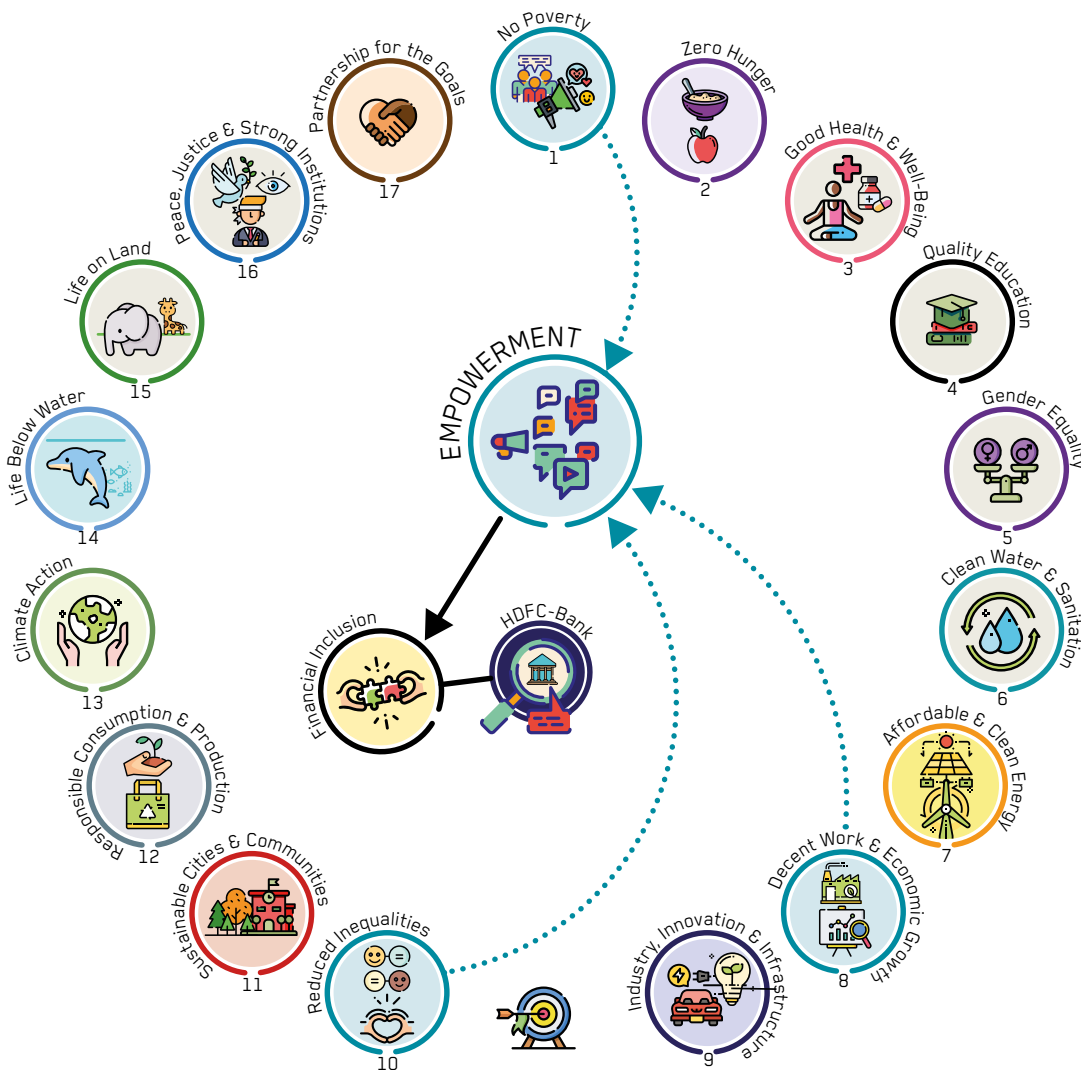 No Poverty
1
Zero Hunger
2
Good Health & Well-Being
3
Quality Education
4
Gender Equality
5
Clean Water & Sanitation
6
Affordable & Clean Energy
7
Decent Work & Economic Growth
8
Industry, Innovation & Infrastructure
9
Reduced Inequalities
10
Sustainable Cities & Communities
11
Responsible Consumption & Production
12
Climate Action
13
Life Below Water
14
Life on Land
15
Peace, Justice & Strong Institutions
16
Partnership for the Goals
17
EMPOWERMENT
Financial Inclusion
HDFC-Bank